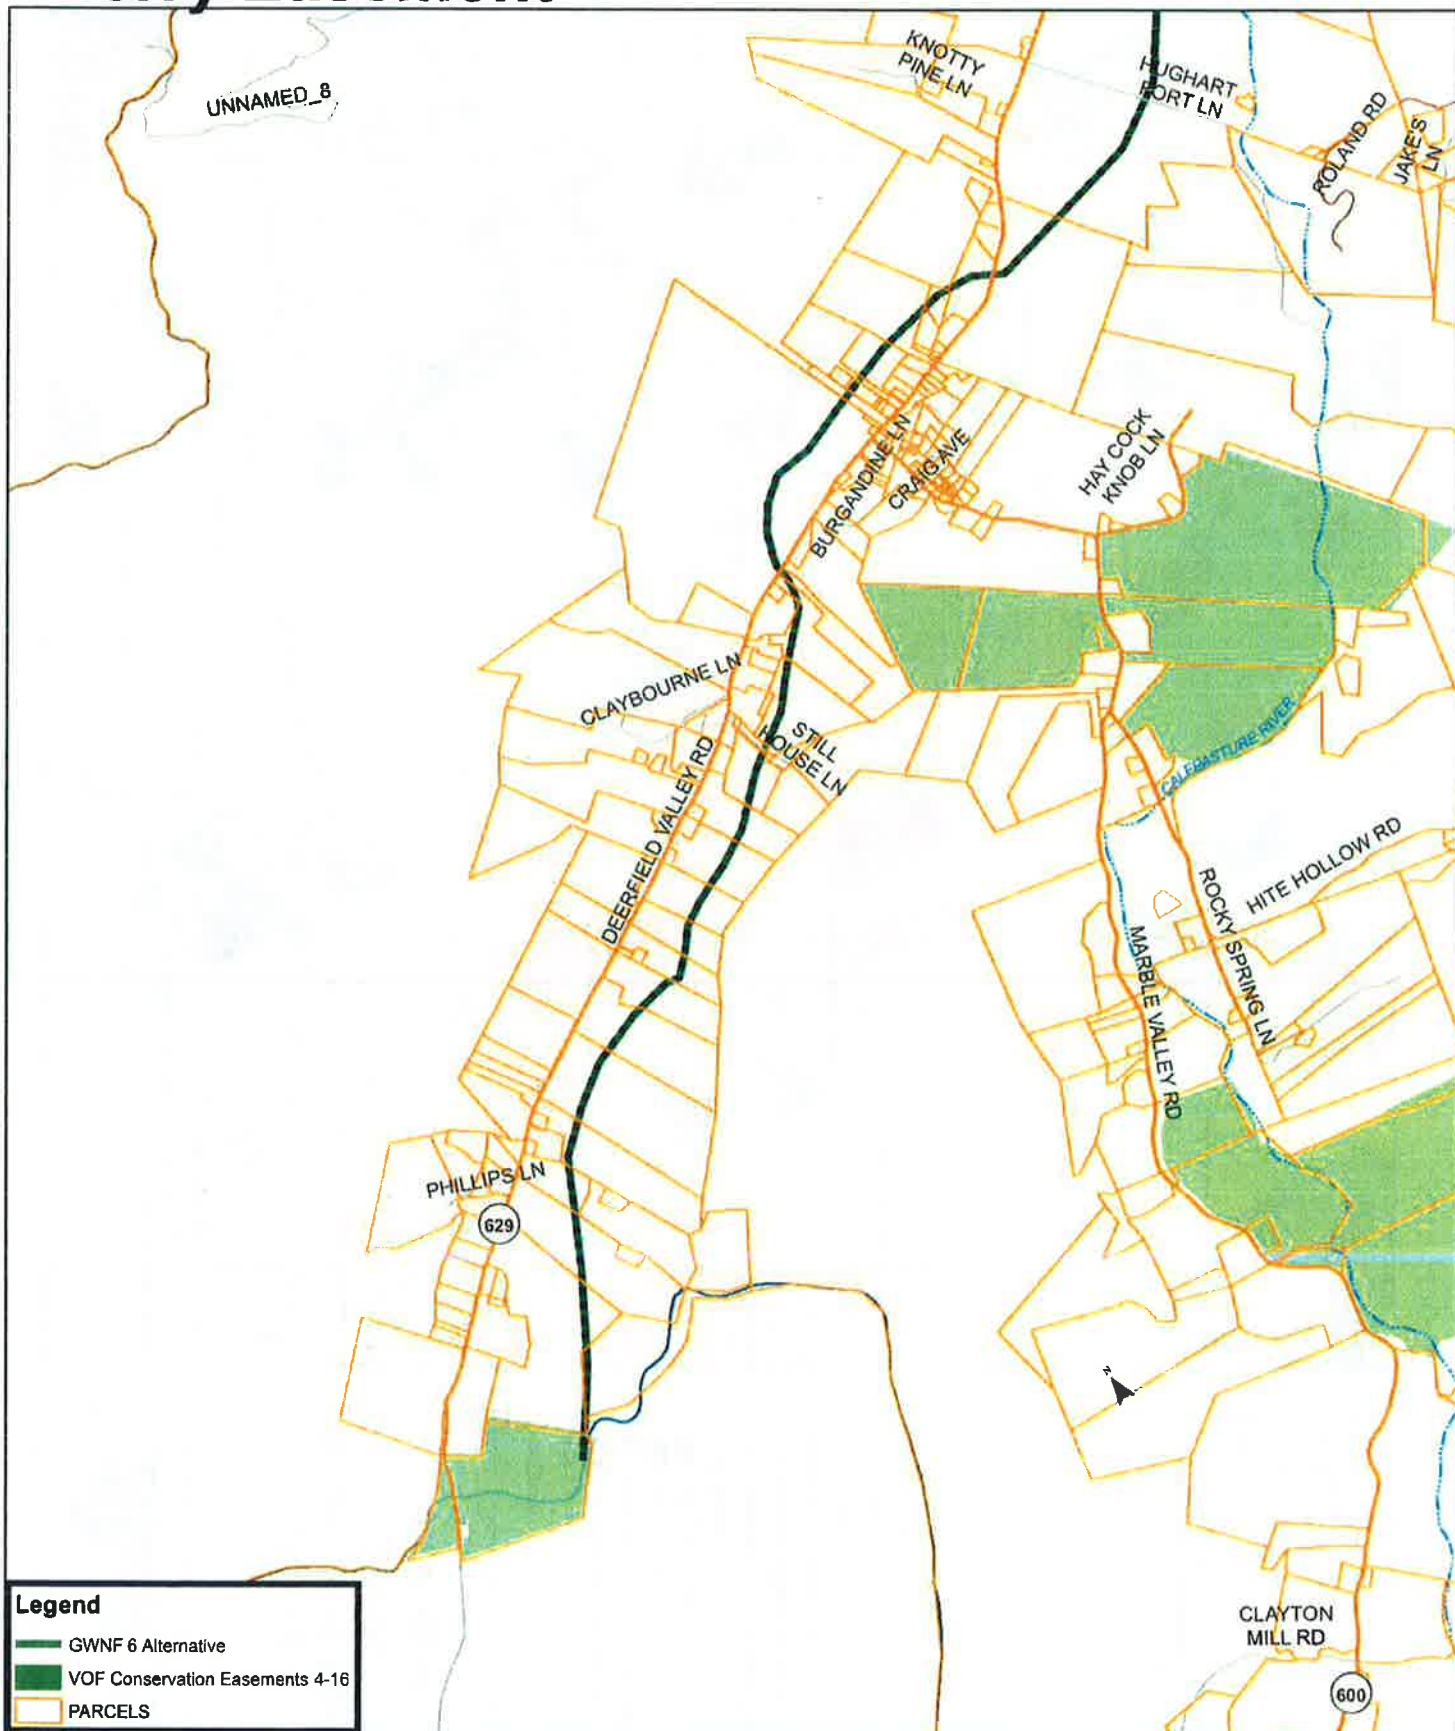 UNNAMED_8
KNOTTY
PINE LN
HUGHART
FORT LN
ROLAND RD
JAKE'S
LN
HAY COCK
KNOB LN
BURGANDINE LN
CRAIG AVE
CLAYBOURNE LN
STILL
HOUSE LN
DEERFIELD VALLEY RD
CALFPASTURE RIVER
HITE HOLLOW RD
ROCKY SPRING LN
MARBLE VALLEY RD
PHILLIPS LN
629
N
CLAYTON
MILL RD
600
Legend
GWNF 6 Alternative
VOF Conservation Easements 4-16
PARCELS